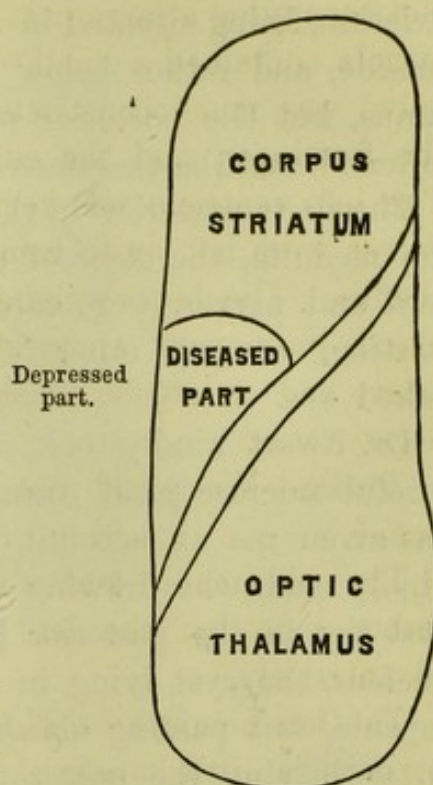 CORPUS
STRIATUM
DISEASED
PART
Depressed
part.
OPTIC
THALAMUS